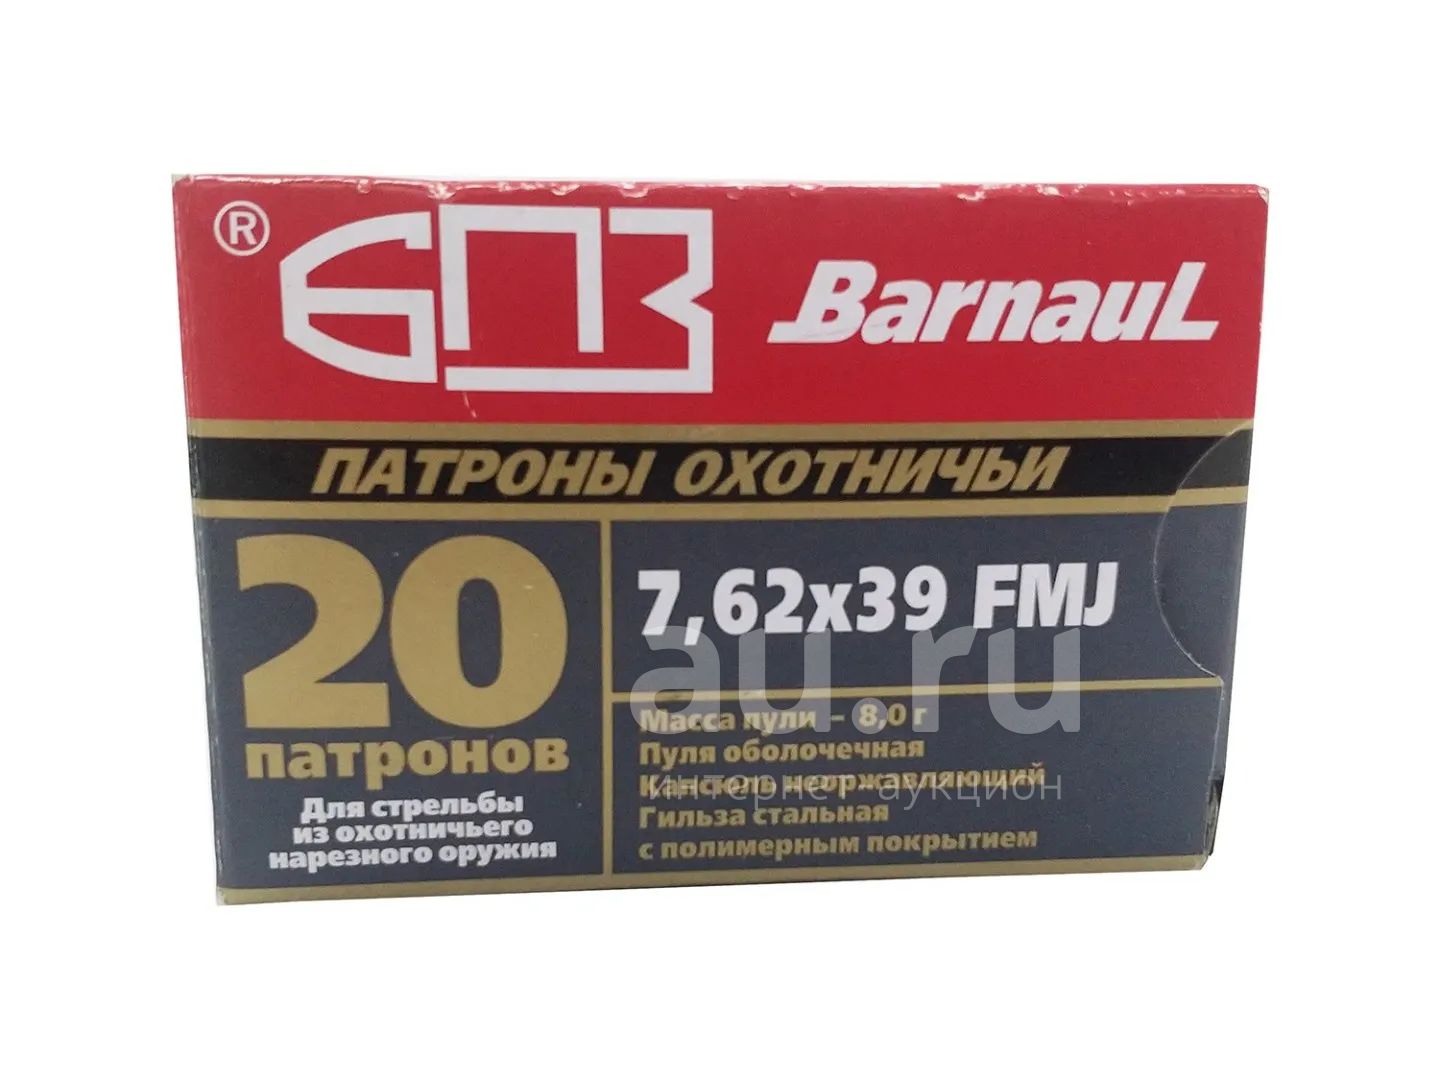 ® БПЗ Barnaul
ПАТРОНЫ ОХОТНИЧЬИ
20
патронов
Для стрельбы
из охотничьего
нарезного оружия
7,62x39 FMJ
Масса пули – 8,0 г
Пуля оболочечная
Капсюль неоржавляющий
Гильза стальная
с полимерным покрытием
au.ru
интернет-аукцион